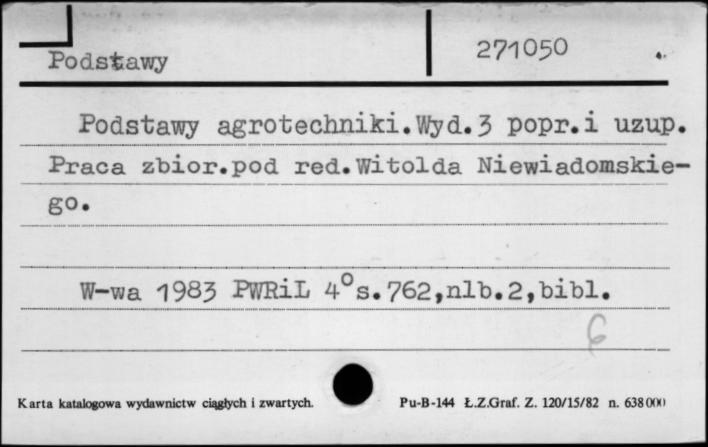 Podstawy
271050
Podstawy agrotechniki.Wyd.3 popr.i uzup.
Praca zbior.pod red.Witolda Niewiadomskie-
go.
W-wa 1983 PWRiL 4°s.762,nlb.2,bibl.
6
Karta katalogowa wydawnictw ciągłych i zwartych.
Pu-B-144 Ł.Z.Graf. Z. 120/15/82 n. 638000